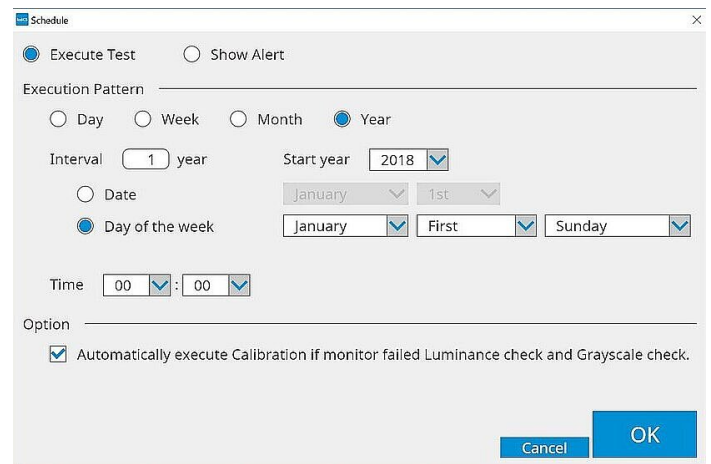 Schedule
Execute Test Show Alert
Execution Pattern
Day Week Month Year
Interval 1 year Start year 2018
Date January 1st
Day of the week January First Sunday
Time 00 : 00
Option
Automatically execute Calibration if monitor failed Luminance check and Grayscale check.
OK
Cancel